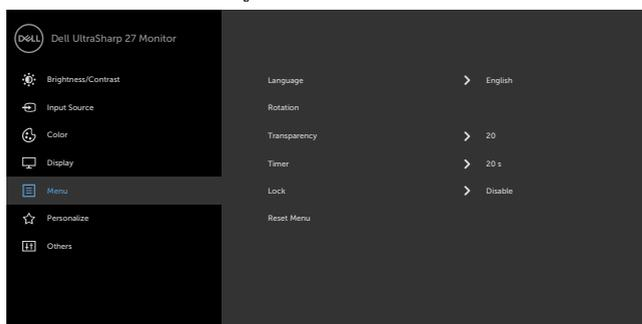 DELL Dell UltraSharp 27 Monitor
Brightness/Contrast
Input Source
Color
Display
Menu
Personalize
Others
Language English
Rotation
Transparency 20
Timer 20 s
Lock Disable
Reset Menu